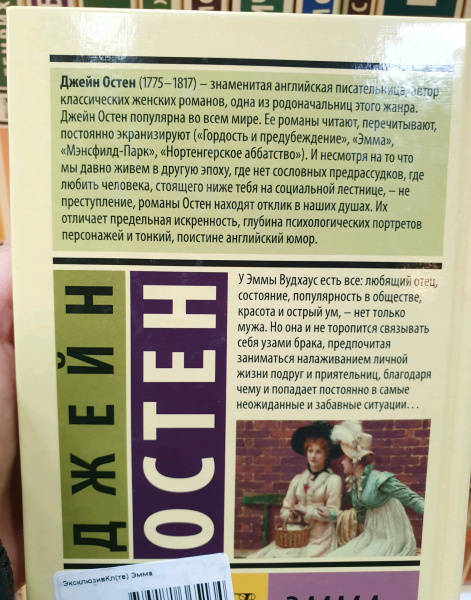 Джейн Остен (1775–1817) – знаменитая английская писательница, автор
классических женских романов, одна из родоначальниц этого жанра.
Джейн Остен популярна во всем мире. Ее романы читают, перечитывают,
постоянно экранизируют («Гордость и предубеждение», «Эмма»,
«Мэнсфилд-Парк», «Нортенгерское аббатство»). И несмотря на то что
мы давно живем в другую эпоху, где нет сословных предрассудков, где
любить человека, стоящего ниже тебя на социальной лестнице, – не
преступление, романы Остен находят отклик в наших душах. Их
отличает предельная искренность, глубина психологических портретов
персонажей и тонкий, поистине английский юмор.
ДЖЕЙН
ОСТЕН
У Эммы Вудхаус есть все: любящий отец,
состояние, популярность в обществе,
красота и острый ум, – нет только
мужа. Но она и не торопится связывать
себя узами брака, предпочитая
заниматься налаживанием личной
жизни подруг и приятельниц, благодаря
чему и попадает постоянно в самые
неожиданные и забавные ситуации…
ЭксклюзивКл(тв) Эмма
ЭММА